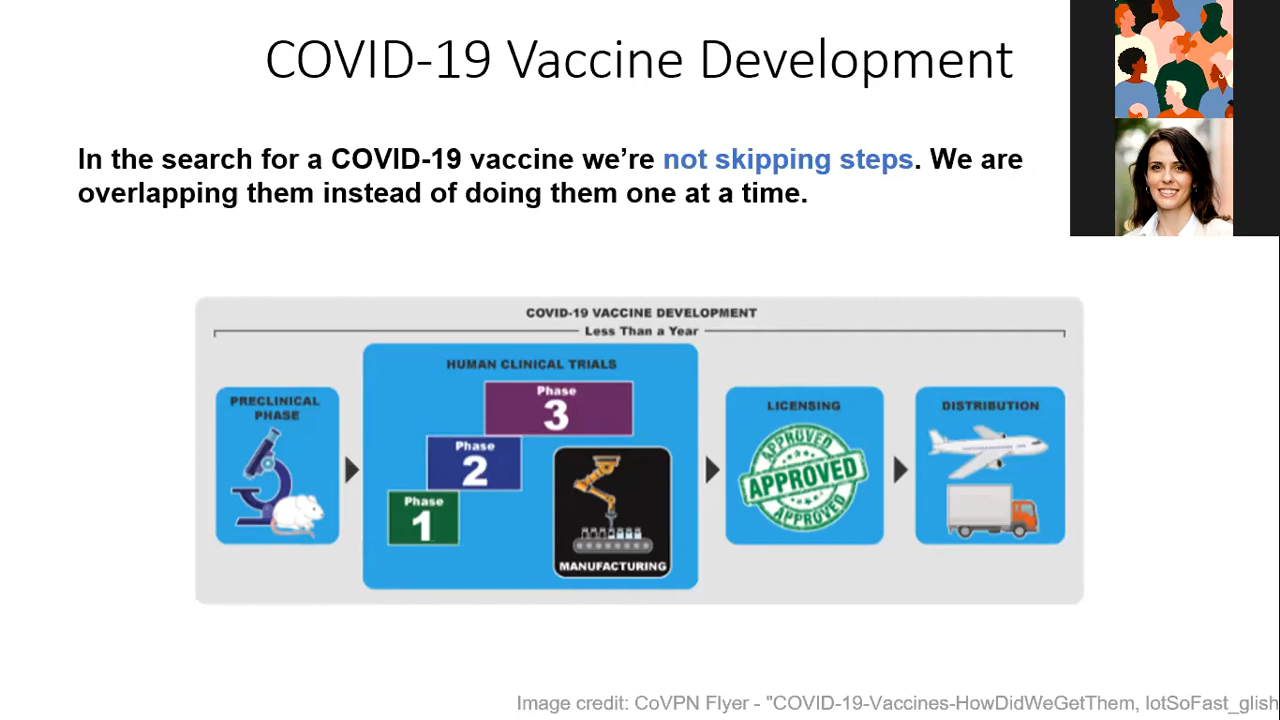 COVID-19 Vaccine Development
In the search for a COVID-19 vaccine we’re not skipping steps. We are
overlapping them instead of doing them one at a time.
COVID-19 VACCINE DEVELOPMENT
Less Than a Year
PRECLINICAL
PHASE
HUMAN CLINICAL TRIALS
Phase
3
Phase
2
Phase
1
MANUFACTURING
LICENSING
APPROVED
APPROVED
APPROVED
DISTRIBUTION
Image credit: CoVPN Flyer - "COVID-19-Vaccines-HowDidWeGetThem, lotSoFast_glish